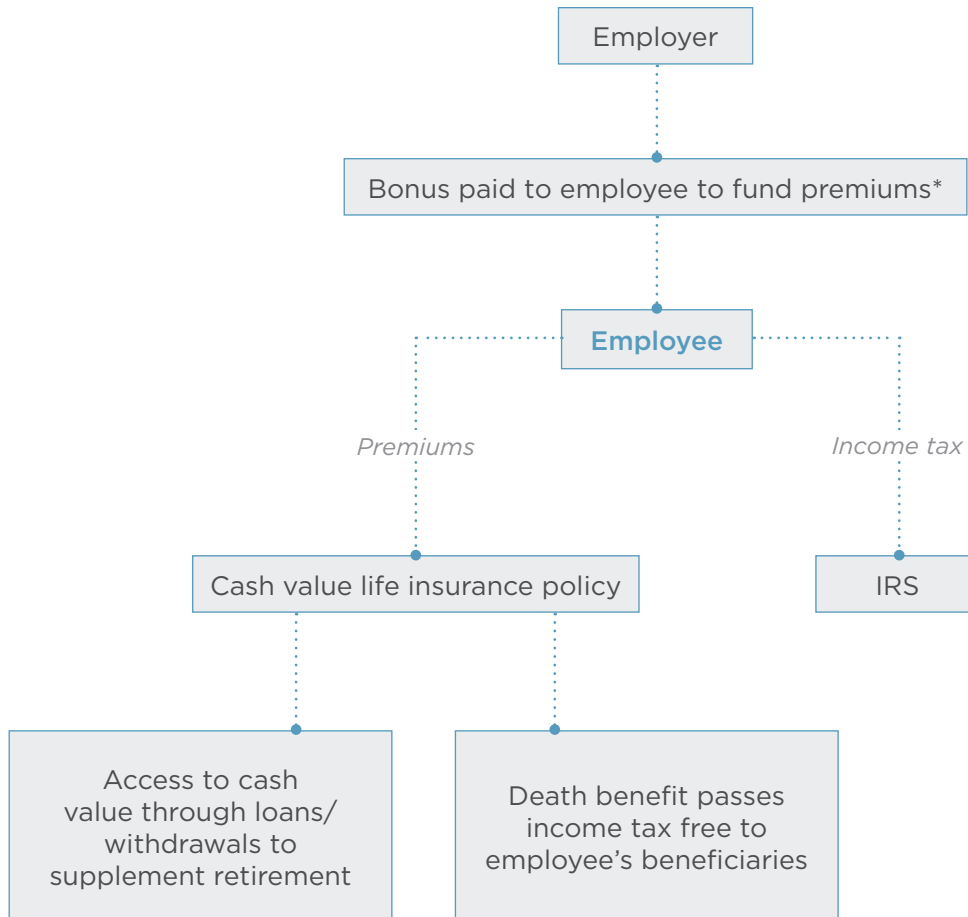 Employer
Bonus paid to employee to fund premiums*
Employee
Premiums
Income tax
Cash value life insurance policy
IRS
Access to cash
value through loans/
withdrawals to
supplement retirement
Death benefit passes
income tax free to
employee’s beneficiaries